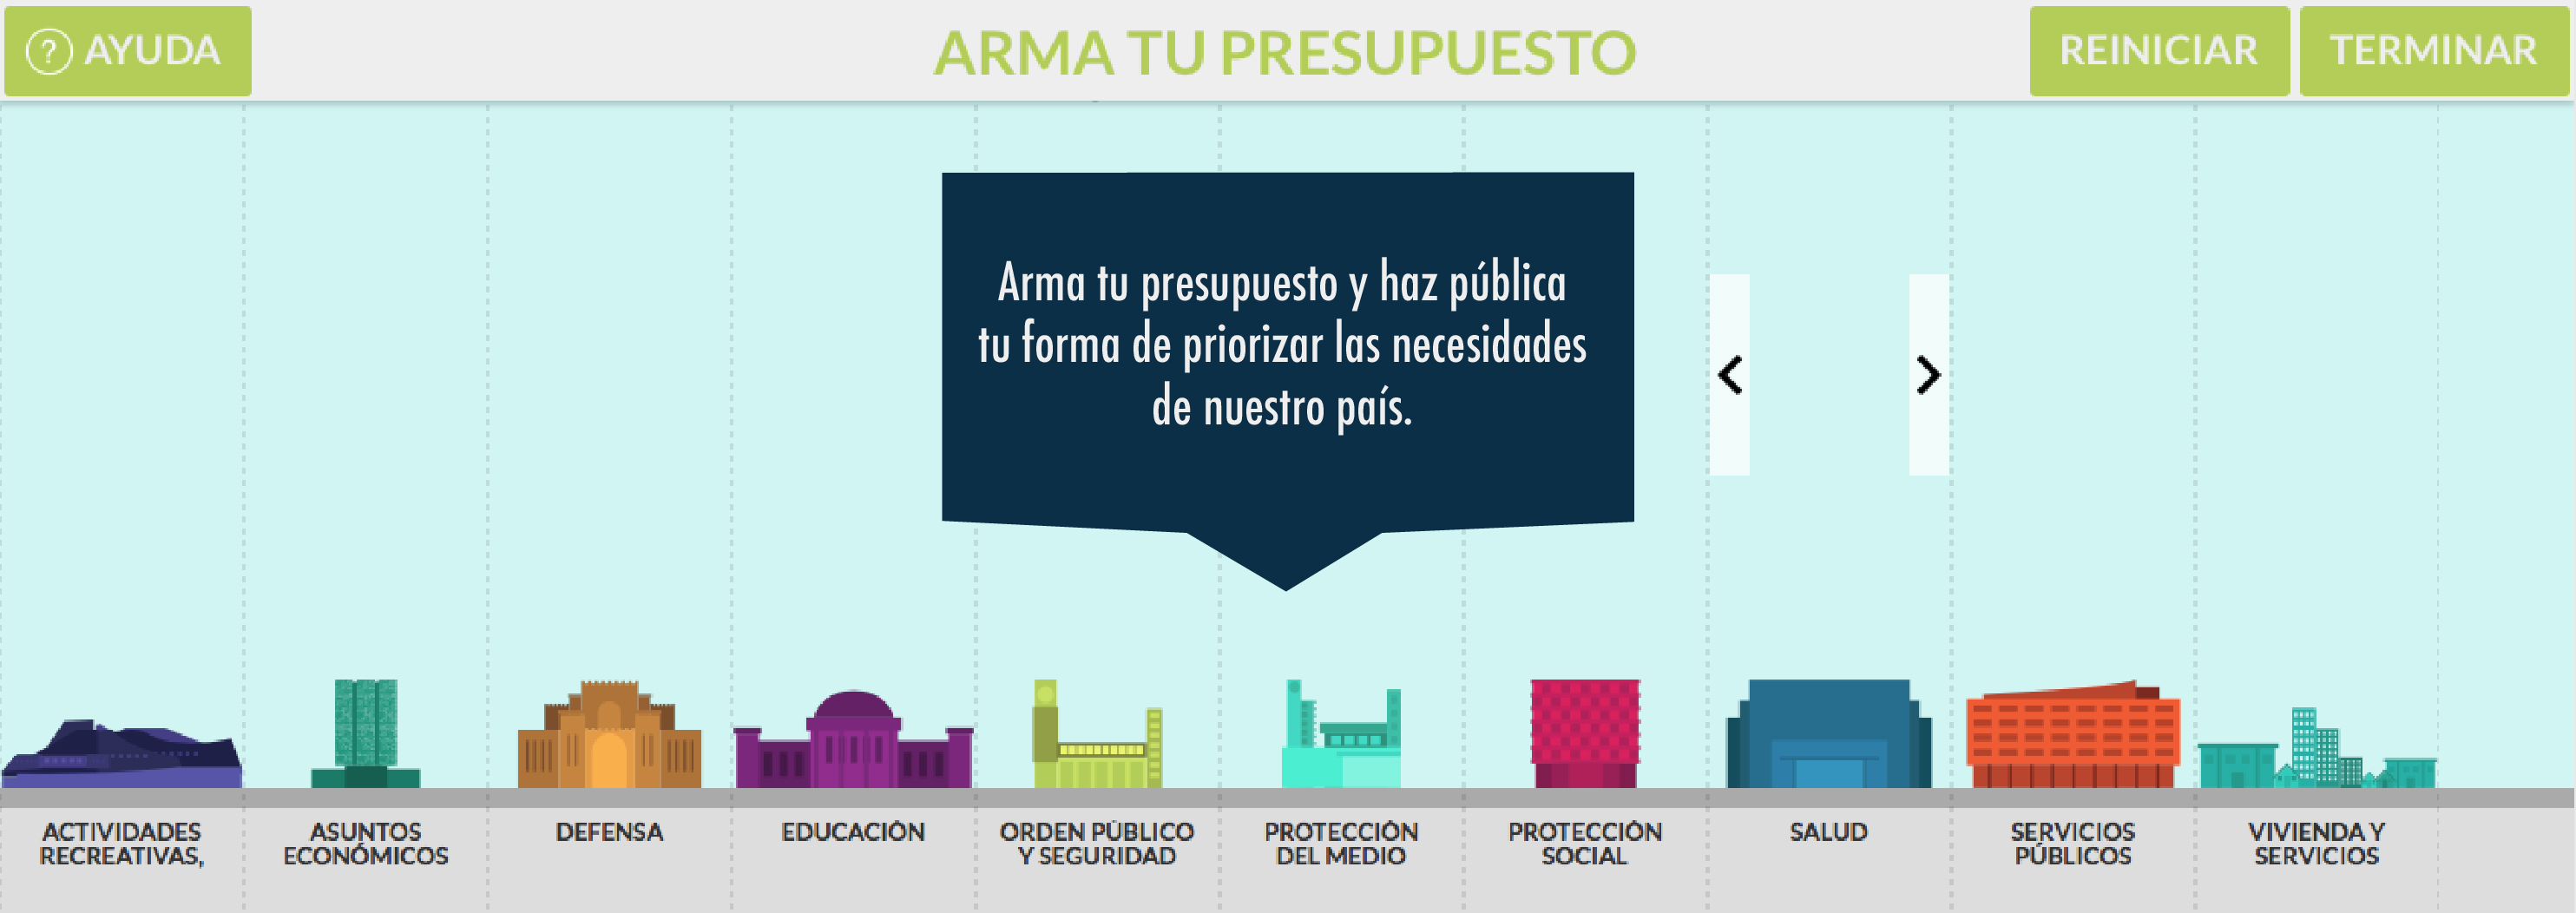 ? AYUDA
ARMA TU PRESUPUESTO
REINICIAR
TERMINAR
Arma tu presupuesto y haz pública
tu forma de priorizar las necesidades
de nuestro país.
ACTIVIDADES
RECREATIVAS,
ASUNTOS
ECONÓMICOS
DEFENSA
EDUCACIÓN
ORDEN PÚBLICO
Y SEGURIDAD
PROTECCIÓN
DEL MEDIO
PROTECCIÓN
SOCIAL
SALUD
SERVICIOS
PÚBLICOS
VIVIENDA Y
SERVICIOS